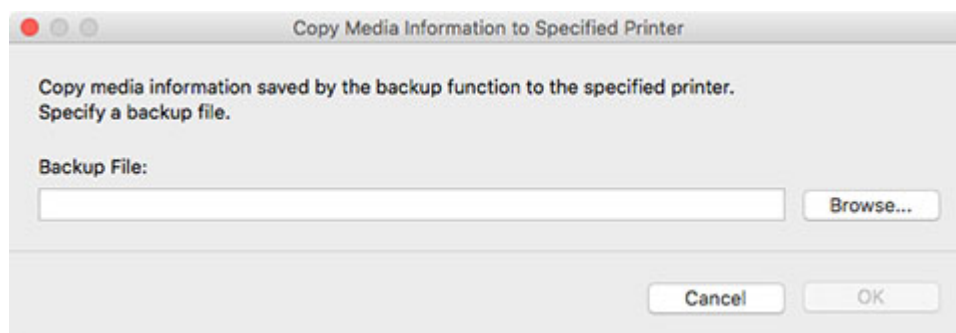 Copy Media Information to Specified Printer
Copy media information saved by the backup function to the specified printer.
Specify a backup file.
Backup File:
Browse...
Cancel OK